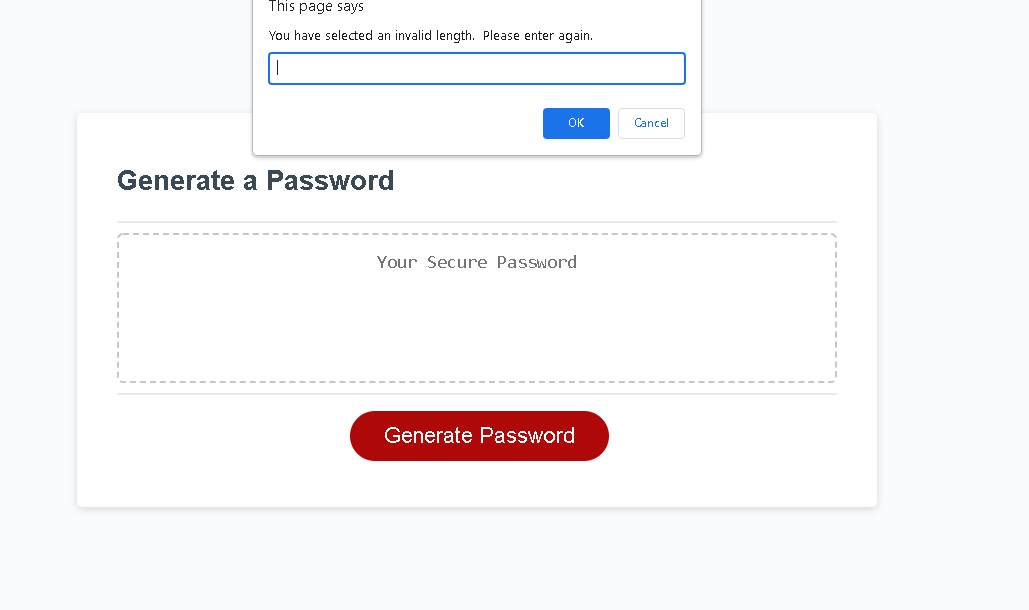 This page says
You have selected an invalid length.  Please enter again.
OK
Cancel
Generate a Password
Your Secure Password
Generate Password